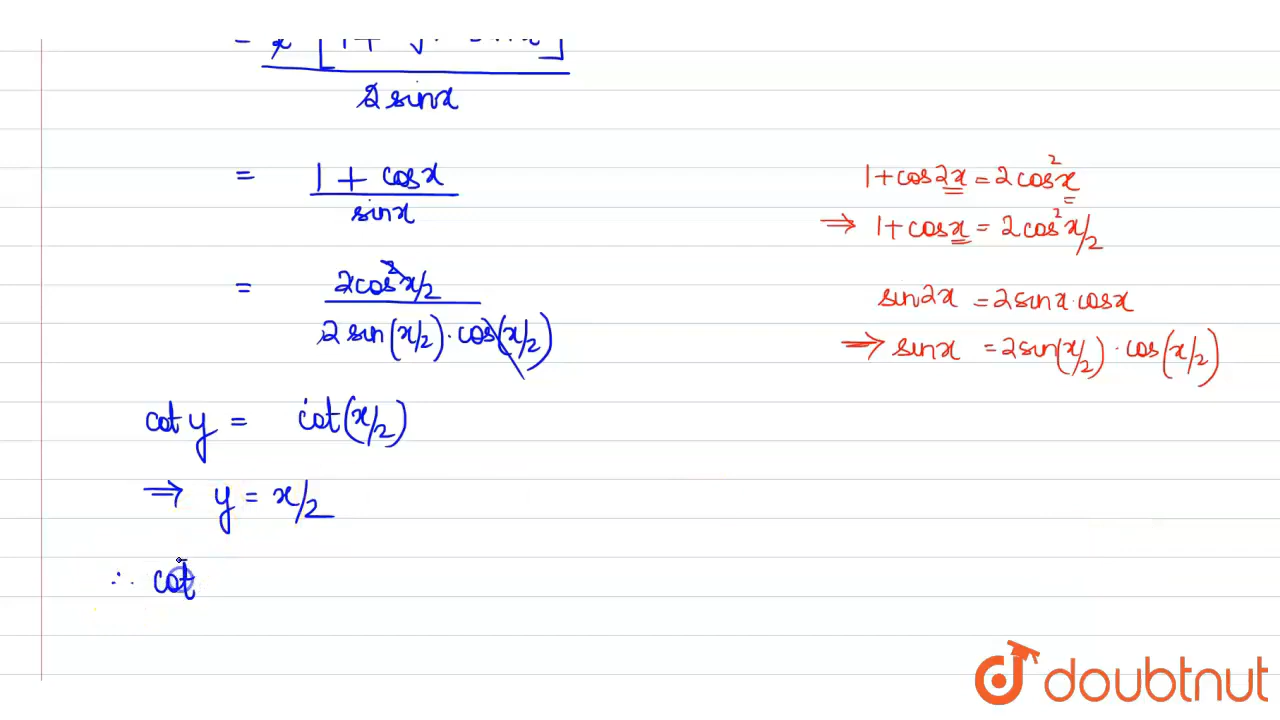 2 sinx
= 1 + cosx
sinx
= 2cos²x/2
2 sin(x/2) · cos(x/2)
cot y = cot(x/2)
⇒ y = x/2
∴ cot
1+cos2x = 2cos²x
⇒ 1+cosx = 2cos²x/2
sin2x = 2sinx·cosx
⇒ sinx = 2sin(x/2) · cos(x/2)
doubtnut